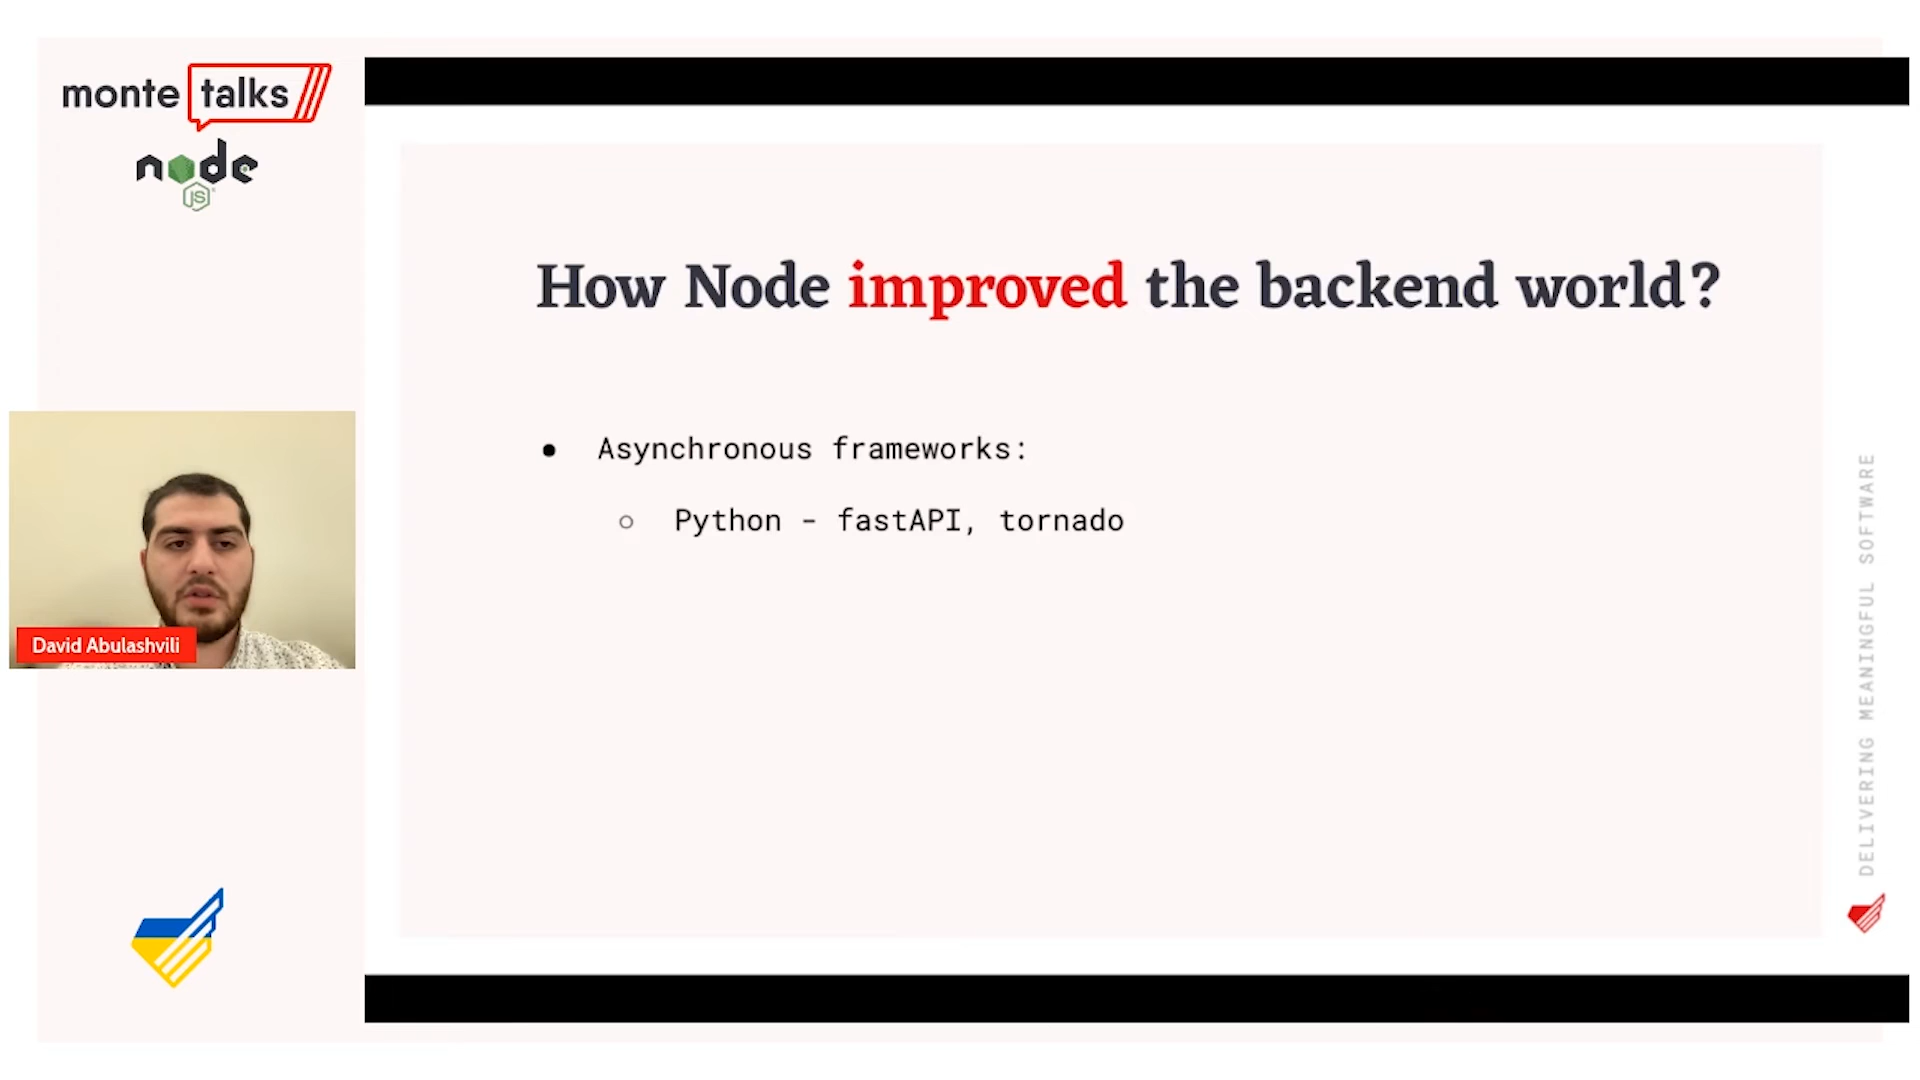 monte talks
node
JS
How Node improved the backend world?
● Asynchronous frameworks:
○ Python - fastAPI, tornado
David Abulashvili
DELIVERING MEANINGFUL SOFTWARE